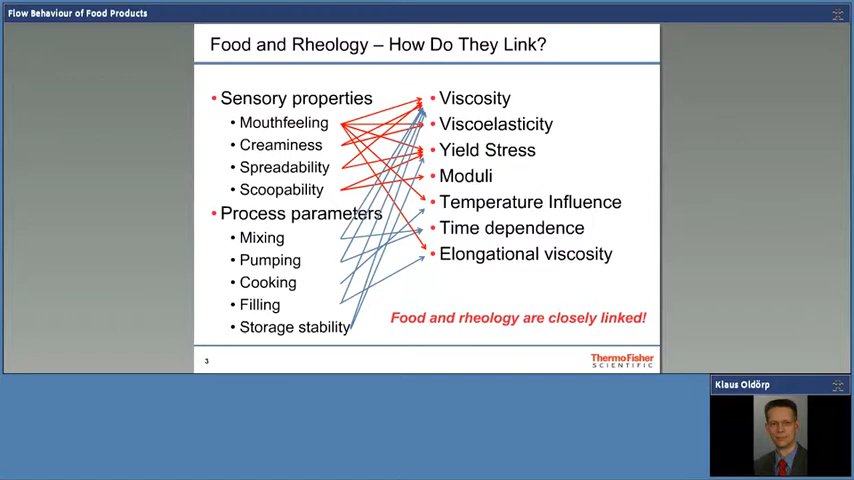 Flow Behaviour of Food Products
Food and Rheology – How Do They Link?
• Sensory properties
• Mouthfeeling
• Creaminess
• Spreadability
• Scoopability
• Process parameters
• Mixing
• Pumping
• Cooking
• Filling
• Storage stability
• Viscosity
• Viscoelasticity
• Yield Stress
• Moduli
• Temperature Influence
• Time dependence
• Elongational viscosity
Food and rheology are closely linked!
3
ThermoFisher
SCIENTIFIC
Klaus Oldörp